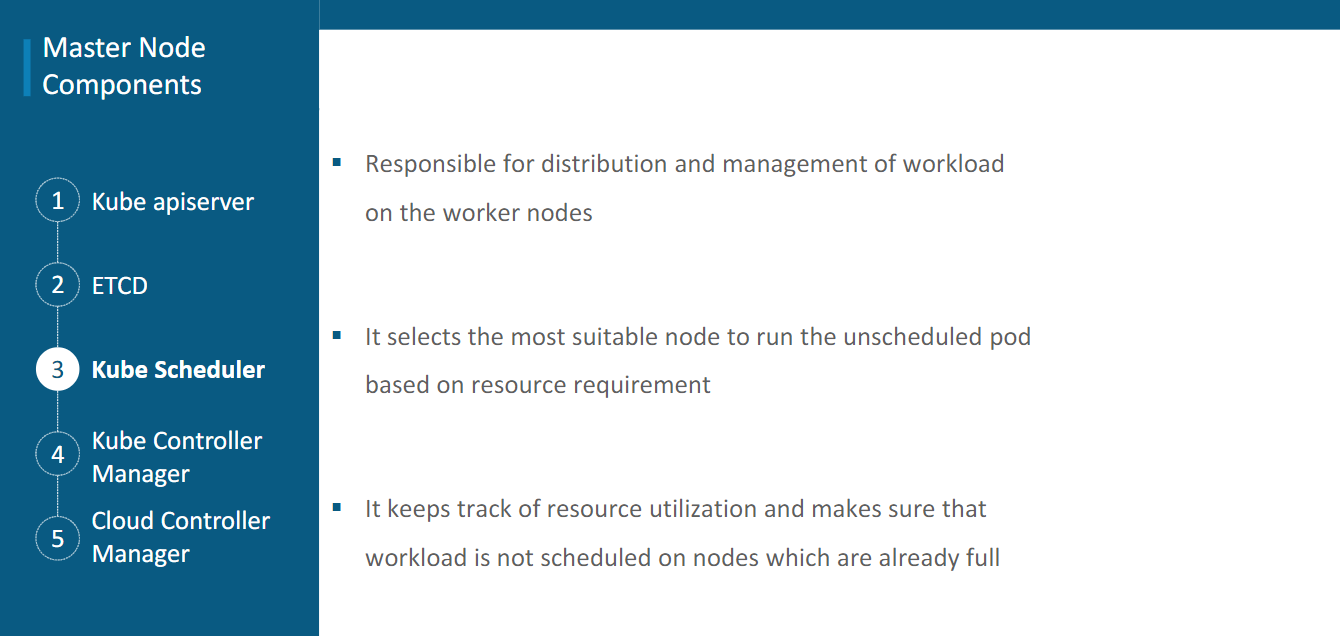 Master Node
Components
1 Kube apiserver
2 ETCD
3 Kube Scheduler
4 Kube Controller
Manager
5 Cloud Controller
Manager
▪ Responsible for distribution and management of workload
on the worker nodes
▪ It selects the most suitable node to run the unscheduled pod
based on resource requirement
▪ It keeps track of resource utilization and makes sure that
workload is not scheduled on nodes which are already full